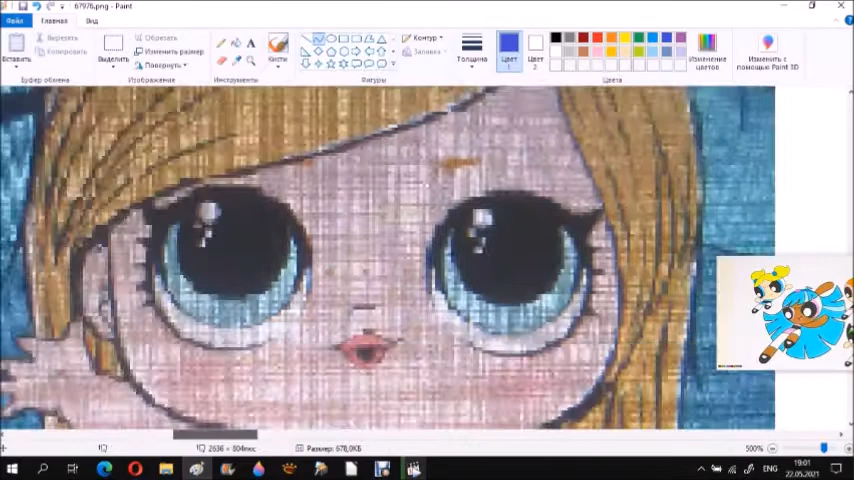 67976.png - Paint
Файл Главная Вид
Вставить Вырезать Копировать Выделить Обрезать Изменить размер Повернуть Кисти Контур Заливка Толщина Цвет 1 Цвет 2 Изменение цветов Изменить с помощью Paint 3D
Буфер обмена Изображение Инструменты Фигуры Цвета
2636 × 804пкс Размер: 678,0КБ 500%
ENG 19:01 22.05.2021